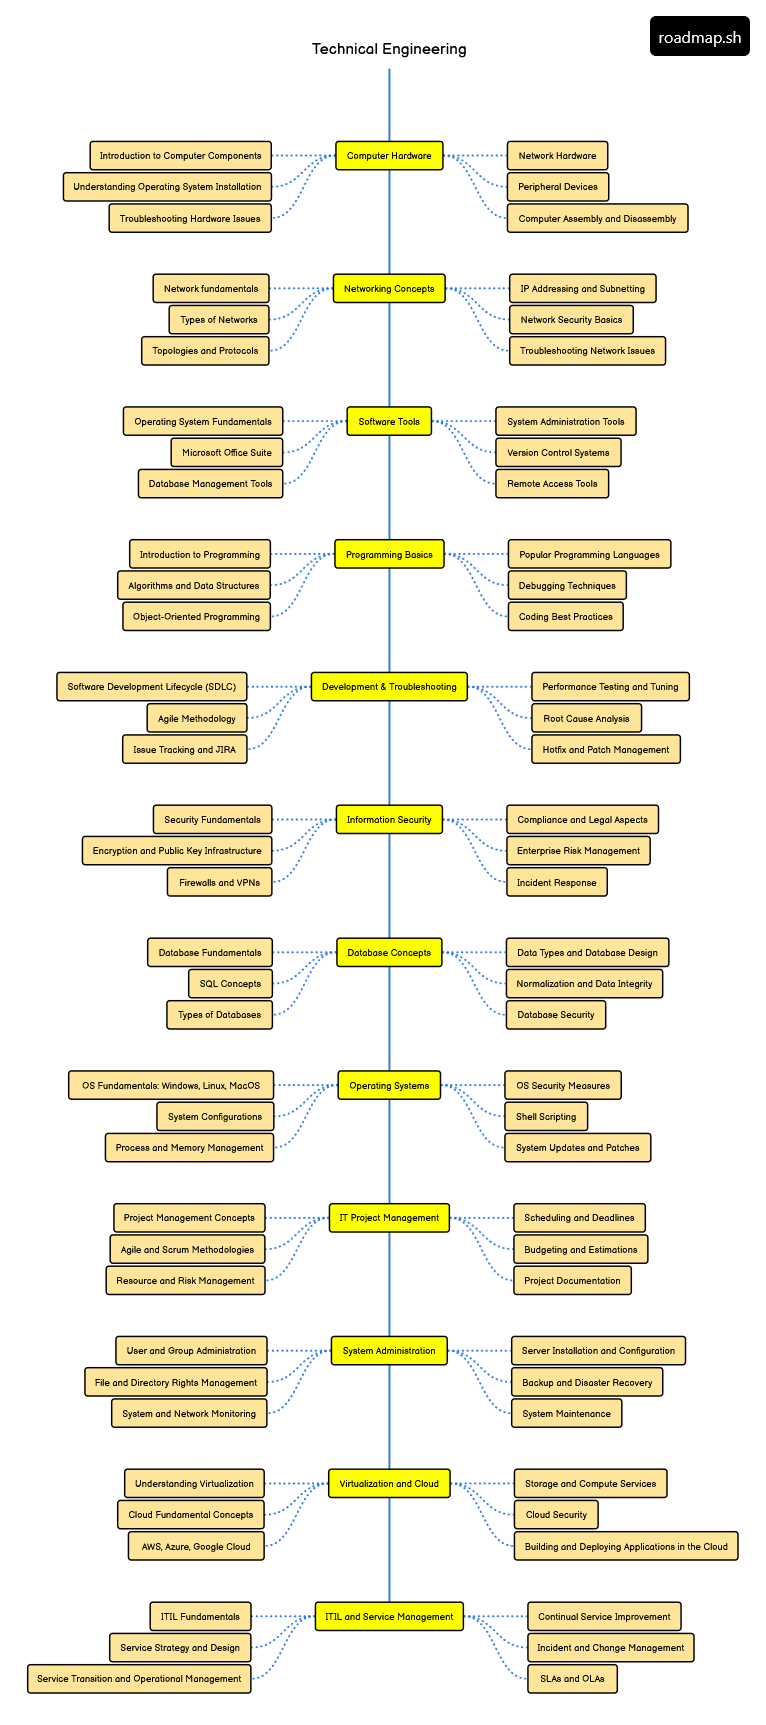 roadmap.sh
Technical Engineering
Introduction to Computer Components
Computer Hardware
Network Hardware
Understanding Operating System Installation
Peripheral Devices
Troubleshooting Hardware Issues
Computer Assembly and Disassembly
Network fundamentals
Networking Concepts
IP Addressing and Subnetting
Types of Networks
Network Security Basics
Topologies and Protocols
Troubleshooting Network Issues
Operating System Fundamentals
Software Tools
System Administration Tools
Microsoft Office Suite
Version Control Systems
Database Management Tools
Remote Access Tools
Introduction to Programming
Programming Basics
Popular Programming Languages
Algorithms and Data Structures
Debugging Techniques
Object-Oriented Programming
Coding Best Practices
Software Development Lifecycle (SDLC)
Development & Troubleshooting
Performance Testing and Tuning
Agile Methodology
Root Cause Analysis
Issue Tracking and JIRA
Hotfix and Patch Management
Security Fundamentals
Information Security
Compliance and Legal Aspects
Encryption and Public Key Infrastructure
Enterprise Risk Management
Firewalls and VPNs
Incident Response
Database Fundamentals
Database Concepts
Data Types and Database Design
SQL Concepts
Normalization and Data Integrity
Types of Databases
Database Security
OS Fundamentals: Windows, Linux, MacOS
Operating Systems
OS Security Measures
System Configurations
Shell Scripting
Process and Memory Management
System Updates and Patches
Project Management Concepts
IT Project Management
Scheduling and Deadlines
Agile and Scrum Methodologies
Budgeting and Estimations
Resource and Risk Management
Project Documentation
User and Group Administration
System Administration
Server Installation and Configuration
File and Directory Rights Management
Backup and Disaster Recovery
System and Network Monitoring
System Maintenance
Understanding Virtualization
Virtualization and Cloud
Storage and Compute Services
Cloud Fundamental Concepts
Cloud Security
AWS, Azure, Google Cloud
Building and Deploying Applications in the Cloud
ITIL Fundamentals
ITIL and Service Management
Continual Service Improvement
Service Strategy and Design
Incident and Change Management
Service Transition and Operational Management
SLAs and OLAs